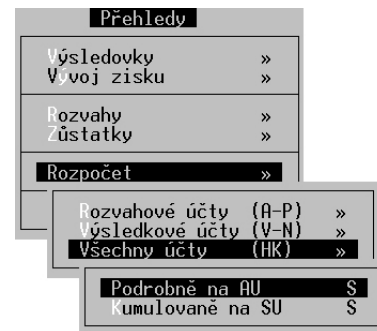 Přehledy
Výsledovky »
Vývoj zisku »
Rozvahy »
Zůstatky »
Rozpočet »
Rozvahové účty (A-P) »
Výsledkové účty (V-N) »
Všechny účty (HK) »
Podrobně na AU S
Kumulovaně na SU S